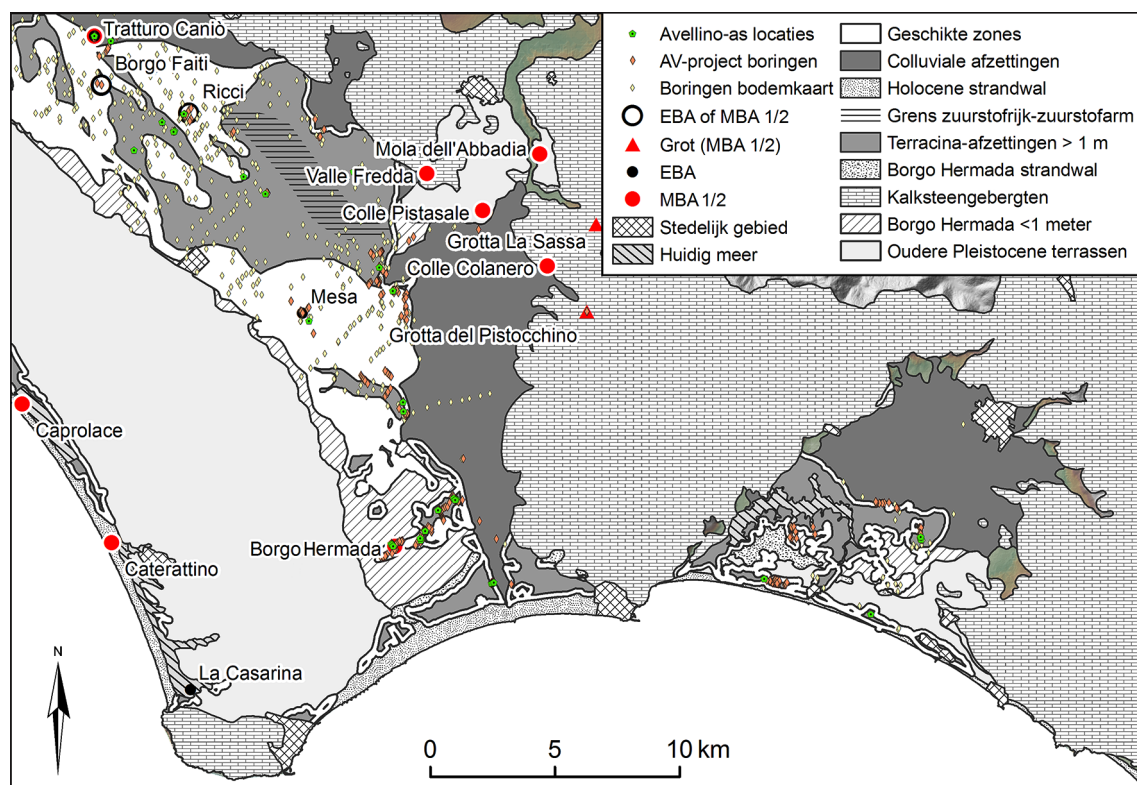 Tratturo Caniò
Borgo Faiti
Ricci
Mola dell'Abbadia
Valle Fredda
Colle Pistasale
Grotta La Sassa
Colle Colanero
Mesa
Grotta del Pistocchino
Caprolace
Borgo Hermada
Caterattino
La Casarina
N
0 5 10 km
Avellino-as locaties
AV-project boringen
Boringen bodemkaart
EBA of MBA 1/2
Grot (MBA 1/2)
EBA
MBA 1/2
Stedelijk gebied
Huidig meer
Geschikte zones
Colluviale afzettingen
Holocene strandwal
Grens zuurstofrijk-zuurstofarm
Terracina-afzettingen > 1 m
Borgo Hermada strandwal
Kalksteengebergten
Borgo Hermada <1 meter
Oudere Pleistocene terrassen